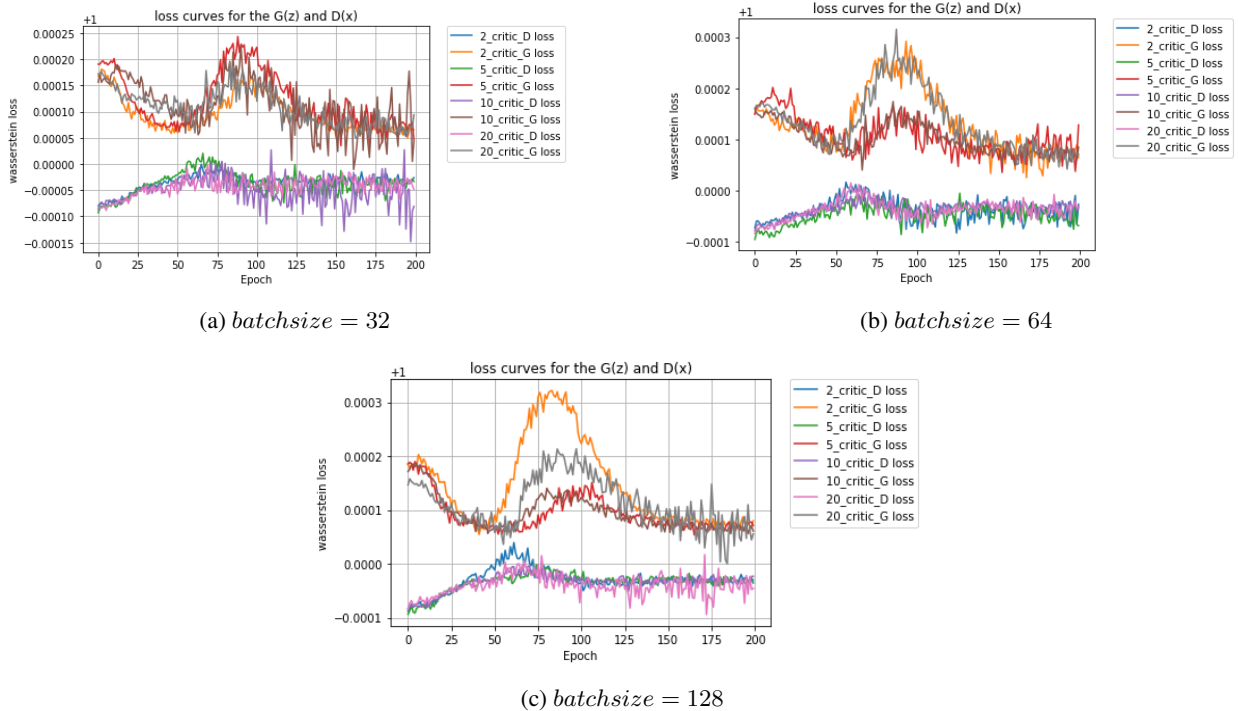 loss curves for the G(z) and D(x)
+1
0.00025
0.00020
0.00015
0.00010
0.00005
0.00000
−0.00005
−0.00010
−0.00015
wasserstein loss
0 25 50 75 100 125 150 175 200
Epoch
2_critic_D loss
2_critic_G loss
5_critic_D loss
5_critic_G loss
10_critic_D loss
10_critic_G loss
20_critic_D loss
20_critic_G loss
(a) batchsize = 32
loss curves for the G(z) and D(x)
+1
0.0003
0.0002
0.0001
0.0000
−0.0001
wasserstein loss
0 25 50 75 100 125 150 175 200
Epoch
2_critic_D loss
2_critic_G loss
5_critic_D loss
5_critic_G loss
10_critic_D loss
10_critic_G loss
20_critic_D loss
20_critic_G loss
(b) batchsize = 64
loss curves for the G(z) and D(x)
+1
0.0003
0.0002
0.0001
0.0000
−0.0001
wasserstein loss
0 25 50 75 100 125 150 175 200
Epoch
2_critic_D loss
2_critic_G loss
5_critic_D loss
5_critic_G loss
10_critic_D loss
10_critic_G loss
20_critic_D loss
20_critic_G loss
(c) batchsize = 128